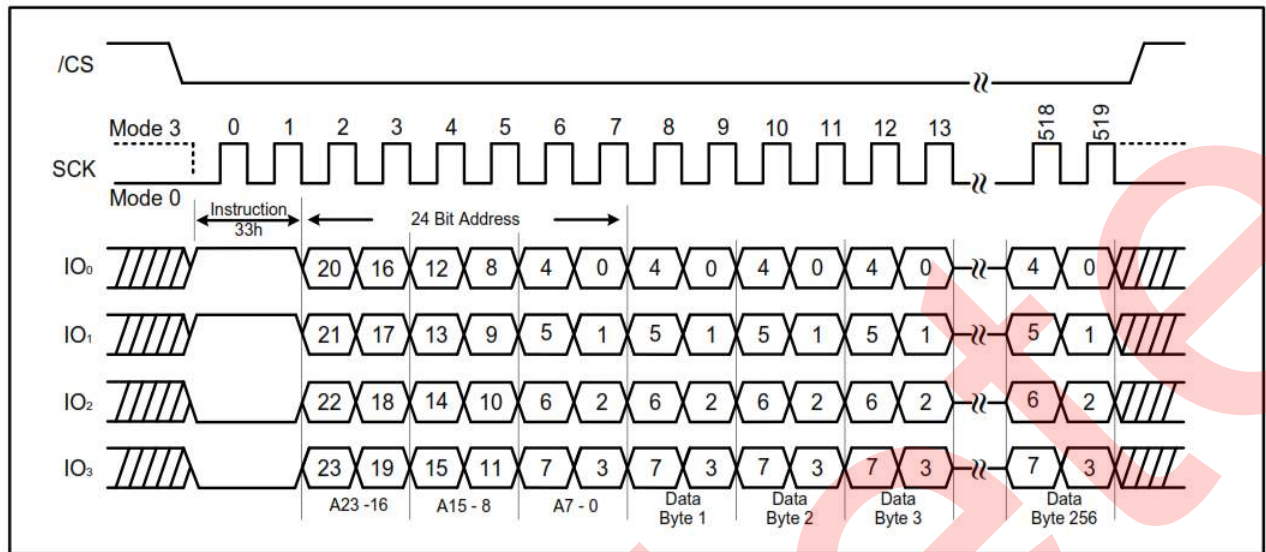 /CS
Mode 3 0 1 2 3 4 5 6 7 8 9 10 11 12 13 518 519
SCK
Mode 0
Instruction
33h
24 Bit Address
IO₀ 20 16 12 8 4 0 4 0 4 0 4 0 4 0
IO₁ 21 17 13 9 5 1 5 1 5 1 5 1 5 1
IO₂ 22 18 14 10 6 2 6 2 6 2 6 2 6 2
IO₃ 23 19 15 11 7 3 7 3 7 3 7 3 7 3
A23 -16 A15 - 8 A7 - 0 Data Data Data Data
Byte 1 Byte 2 Byte 3 Byte 256